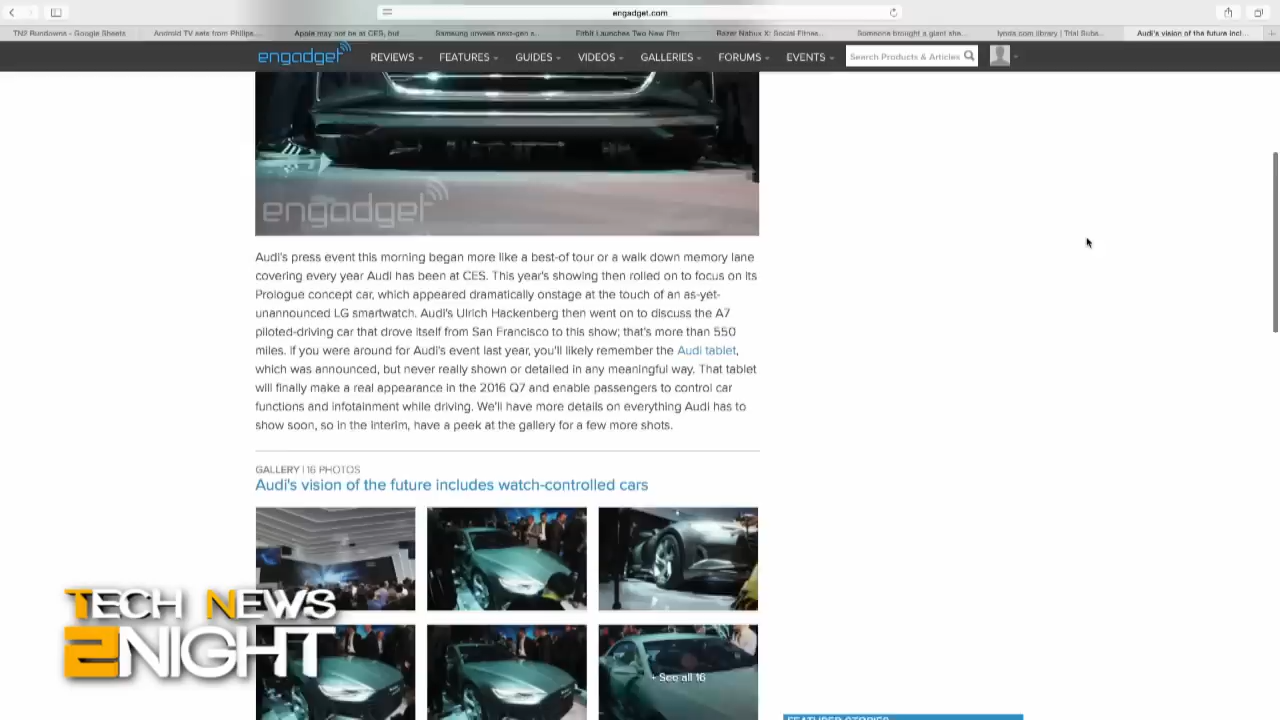 engadget.com
TN2 Rundowns - Google Sheets
Android TV sets from Philips...
Apple may not be at CES, but...
Samsung unveils next-gen s...
Fitbit Launches Two New Fitn...
Razer Nabux X: Social Fitnes...
Someone brought a giant she...
lynda.com library | Trial Subs...
Audi's vision of the future incl...
engadget
REVIEWS
FEATURES
GUIDES
VIDEOS
GALLERIES
FORUMS
EVENTS
Search Products & Articles
engadget
Audi's press event this morning began more like a best-of tour or a walk down memory lane
covering every year Audi has been at CES. This year's showing then rolled on to focus on its
Prologue concept car, which appeared dramatically onstage at the touch of an as-yet-
unannounced LG smartwatch. Audi's Ulrich Hackenberg then went on to discuss the A7
piloted-driving car that drove itself from San Francisco to this show; that's more than 550
miles. If you were around for Audi's event last year, you'll likely remember the Audi tablet,
which was announced, but never really shown or detailed in any meaningful way. That tablet
will finally make a real appearance in the 2016 Q7 and enable passengers to control car
functions and infotainment while driving. We'll have more details on everything Audi has to
show soon, so in the interim, have a peek at the gallery for a few more shots.
GALLERY | 16 PHOTOS
Audi's vision of the future includes watch-controlled cars
+ See all 16
TECH NEWS
2NIGHT
FEATURED STORIES